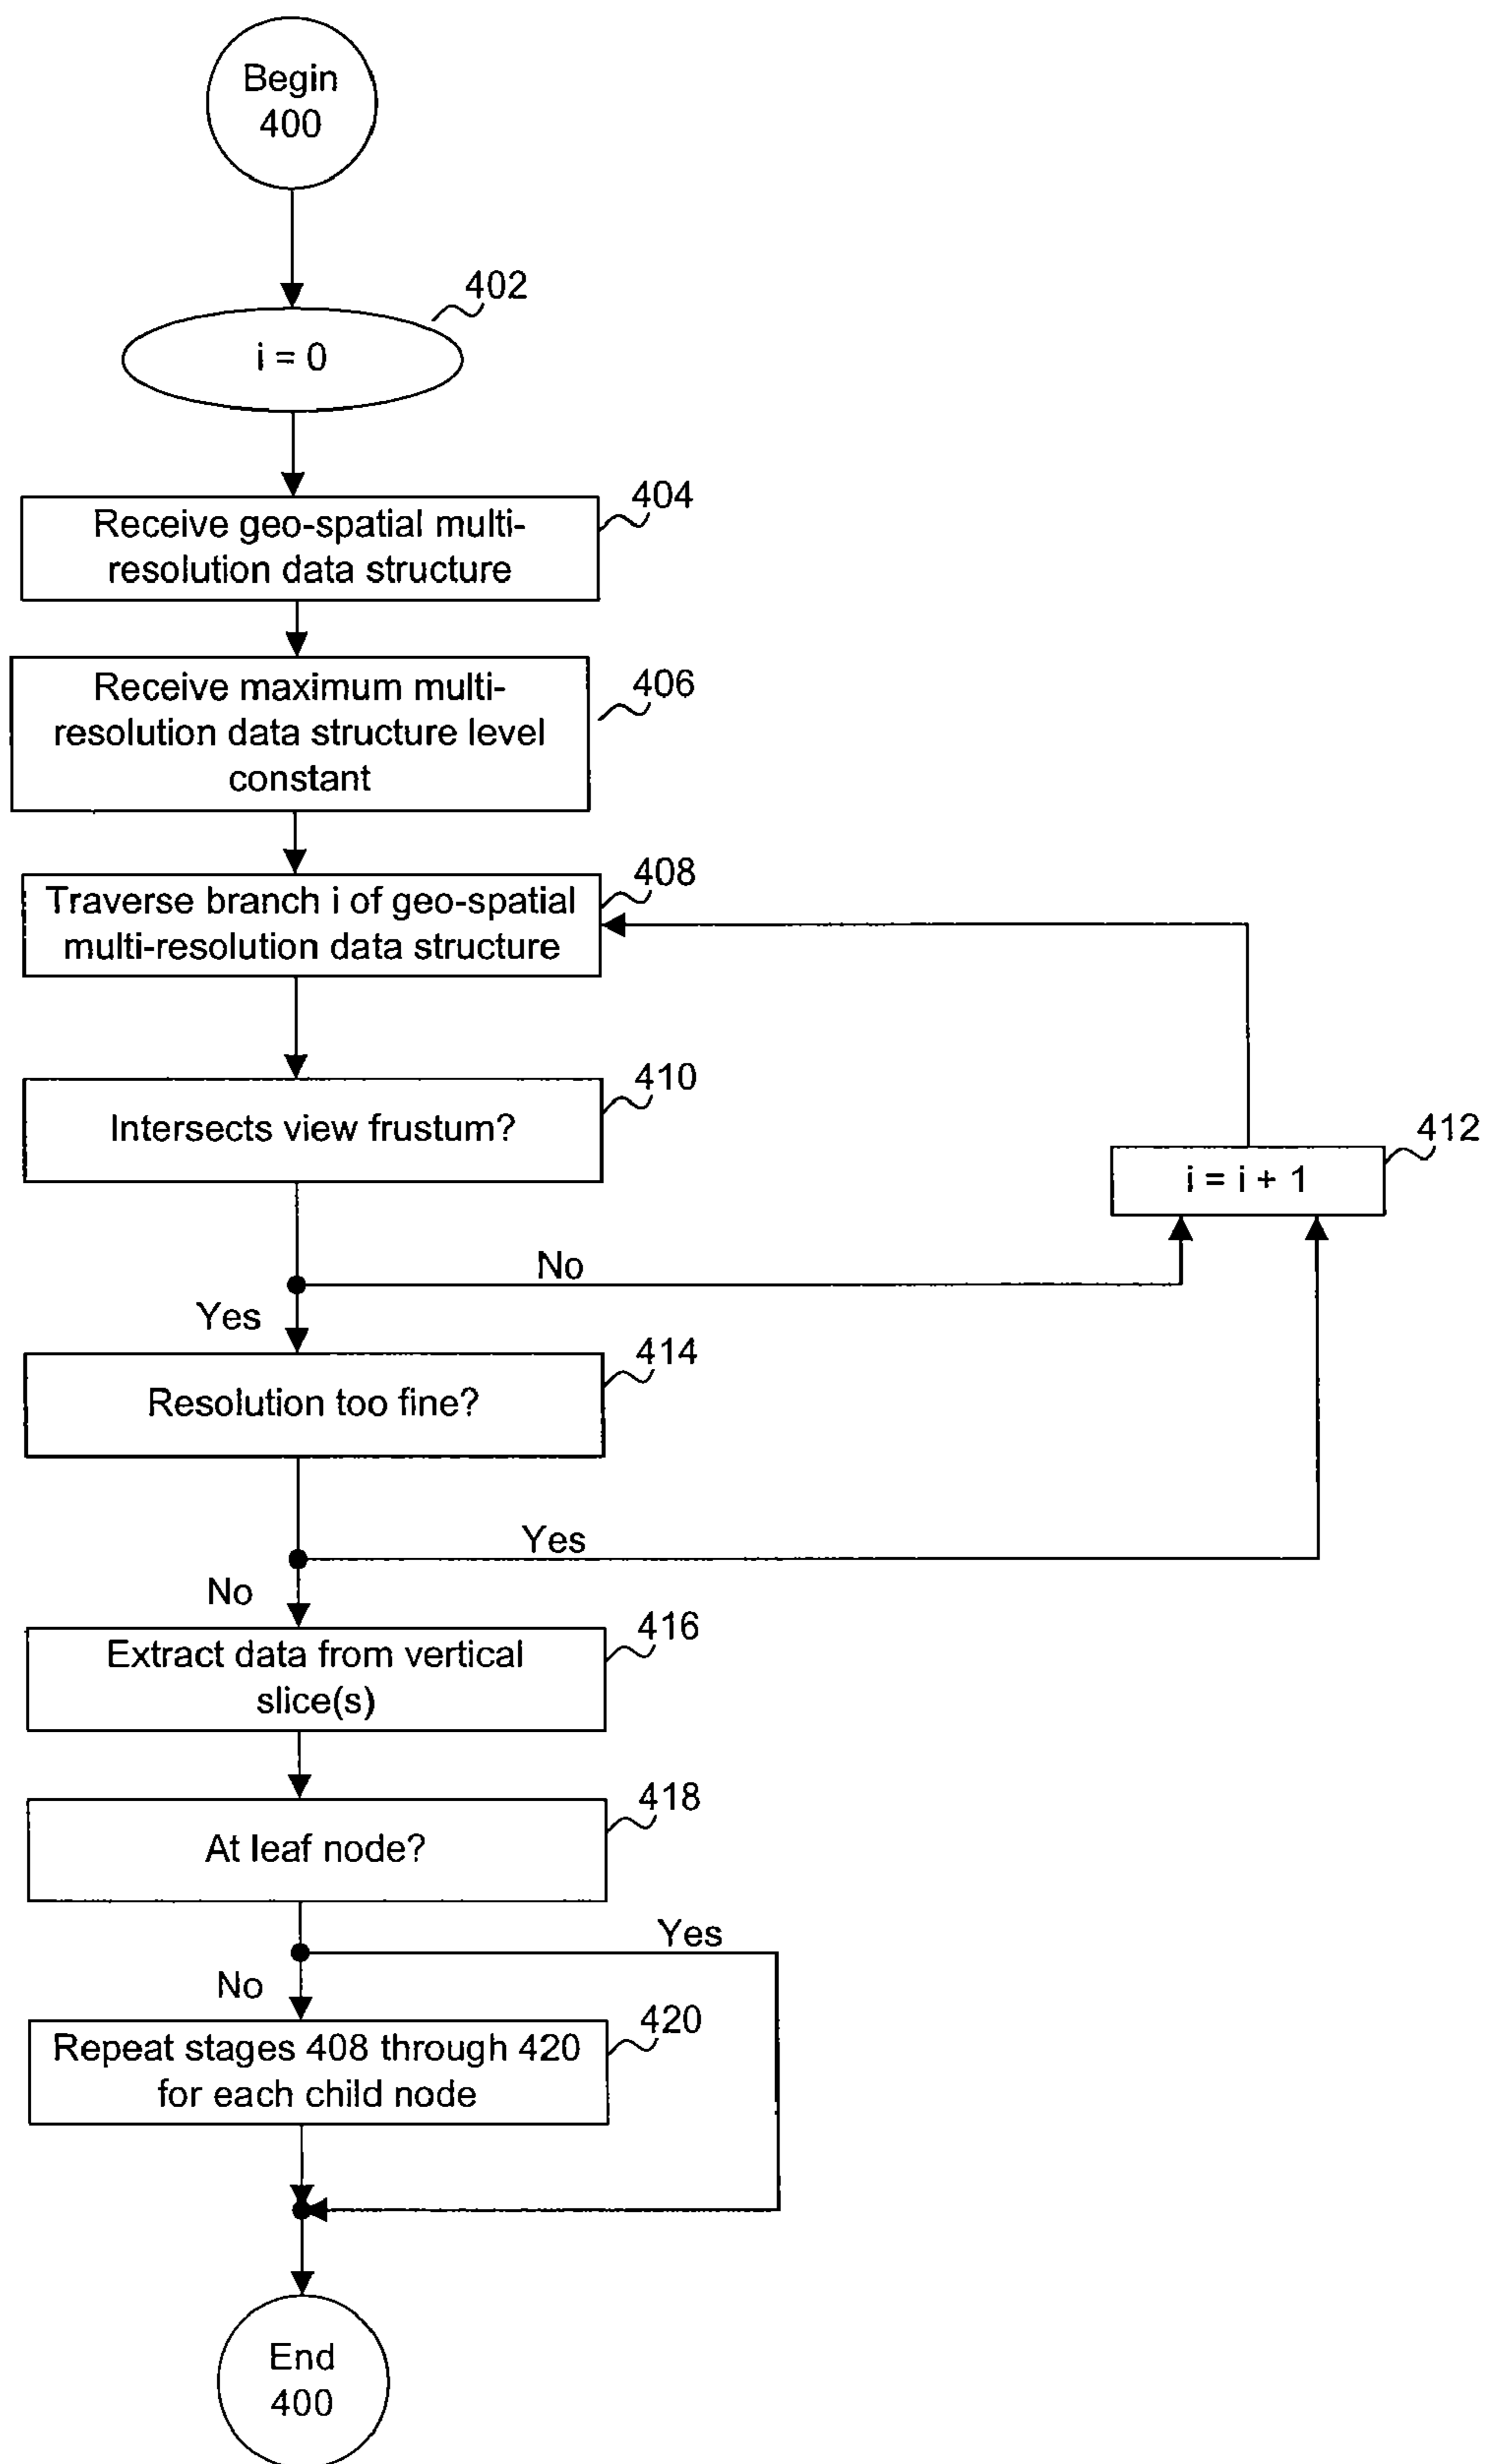 Begin
400
402
i = 0
404
Receive geo-spatial multi-
resolution data structure
406
Receive maximum multi-
resolution data structure level
constant
408
Traverse branch i of geo-spatial
multi-resolution data structure
410
Intersects view frustum?
412
i = i + 1
No
Yes
414
Resolution too fine?
Yes
No
416
Extract data from vertical
slice(s)
418
At leaf node?
Yes
No
420
Repeat stages 408 through 420
for each child node
End
400